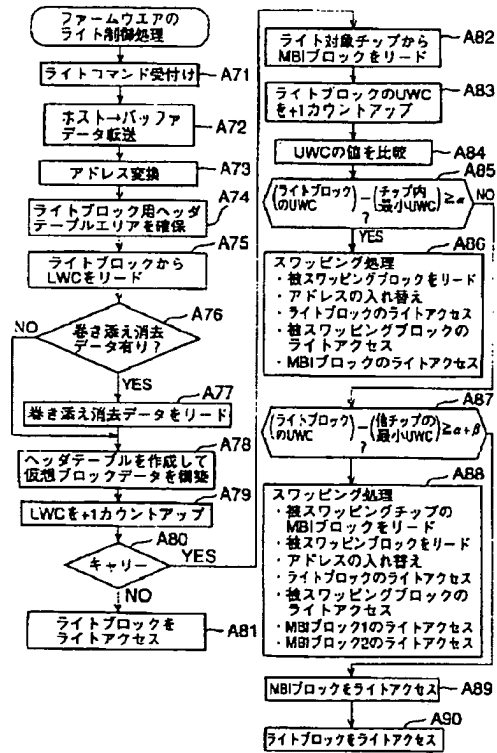 ファームウエアの
ライト制御処理
ライトコマンド受付け
A71
ホスト→バッファ
データ転送
A72
アドレス変換
A73
ライトブロック用ヘッダ
テーブルエリアを確保
A74
ライトブロックから
LWCをリード
A75
巻き添え消去
データ有り?
A76
NO
YES
巻き添え消去データをリード
A77
ヘッダテーブルを作成して
仮想ブロックデータを構築
A78
LWCを+1カウントアップ
A79
キャリー
A80
YES
NO
ライトブロックを
ライトアクセス
A81
ライト対象チップから
MBIブロックをリード
A82
ライトブロックのUWC
を+1カウントアップ
A83
UWCの値を比較
A84
A85
(ライトブロックのUWC)-(チップ内最小UWC)≧α
?
NO
YES
A86
スワッピング処理
・被スワッピングブロックをリード
・アドレスの入れ替え
・ライトブロックのライトアクセス
・被スワッピングブロックの
ライトアクセス
・MBIブロックのライトアクセス
A87
(ライトブロックのUWC)-(他チップの最小UWC)≧α+β
?
A88
スワッピング処理
・被スワッピングチップの
MBIブロックをリード
・被スワッピンブロックをリード
・アドレスの入れ替え
・ライトブロックのライトアクセス
・被スワッピングブロックの
ライトアクセス
・MBIブロック1のライトアクセス
・MBIブロック2のライトアクセス
MBIブロックをライトアクセス
A89
A90
ライトブロックをライトアクセス